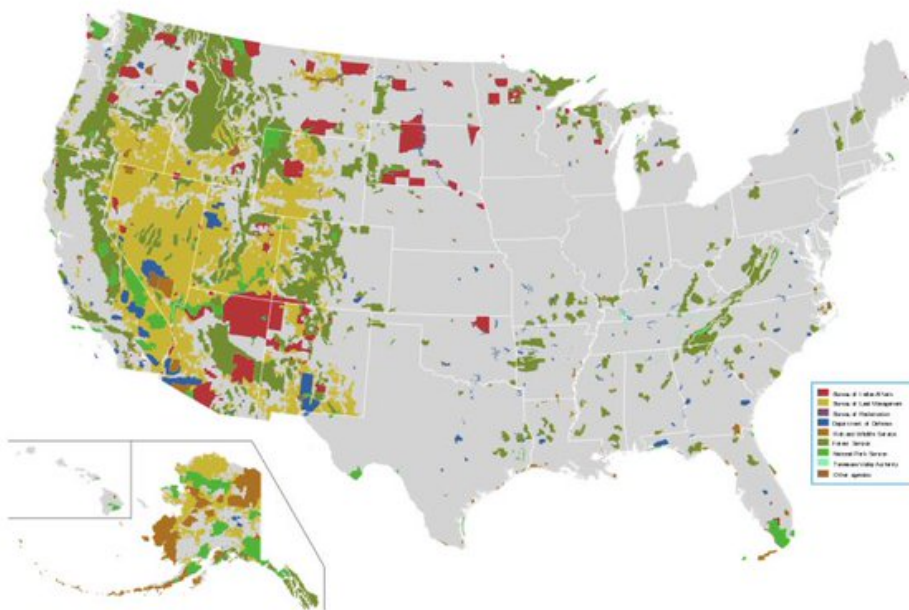 Bureau of Indian Affairs
Bureau of Land Management
Bureau of Reclamation
Department of Defense
Fish and Wildlife Service
Forest Service
National Park Service
Tennessee Valley Authority
Other agencies